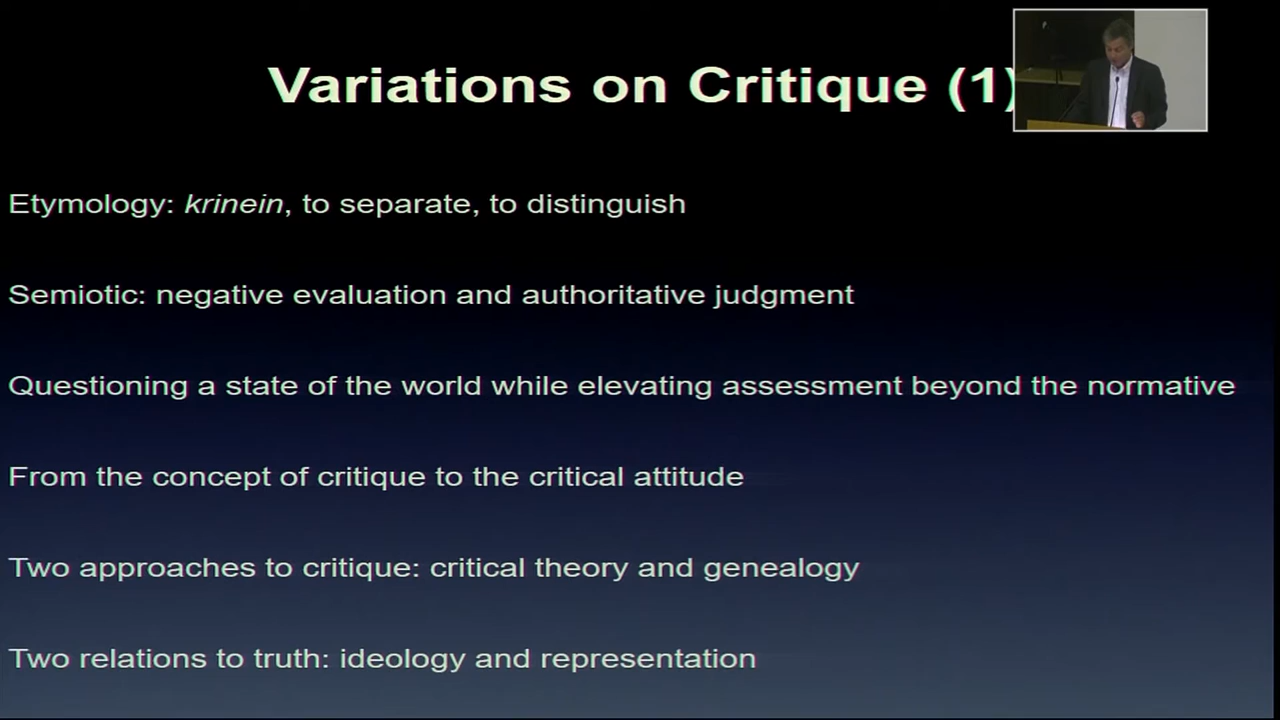 Variations on Critique (1)
Etymology: krinein, to separate, to distinguish
Semiotic: negative evaluation and authoritative judgment
Questioning a state of the world while elevating assessment beyond the normative
From the concept of critique to the critical attitude
Two approaches to critique: critical theory and genealogy
Two relations to truth: ideology and representation